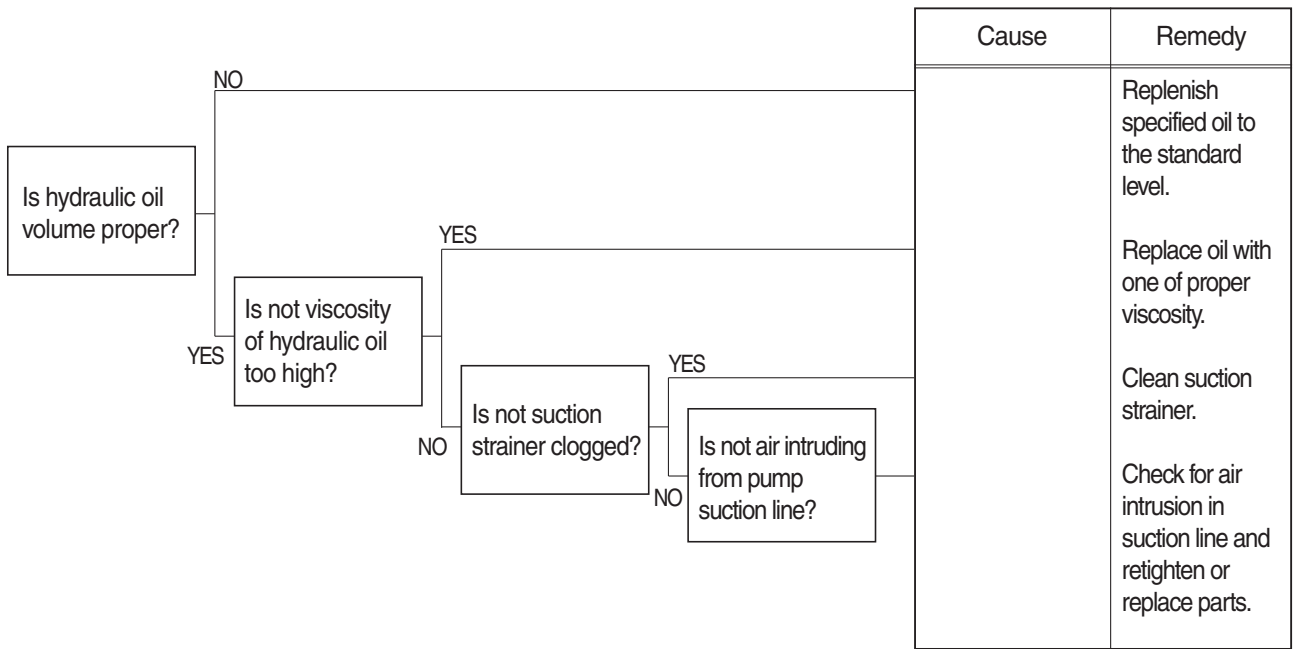 Cause
Remedy
NO
Replenish
specified oil to
the standard
level.
Is hydraulic oil
volume proper?
YES
Replace oil with
one of proper
viscosity.
YES
Is not viscosity
of hydraulic oil
too high?
YES
Clean suction
strainer.
NO
Is not suction
strainer clogged?
NO
Is not air intruding
from pump
suction line?
Check for air
intrusion in
suction line and
retighten or
replace parts.